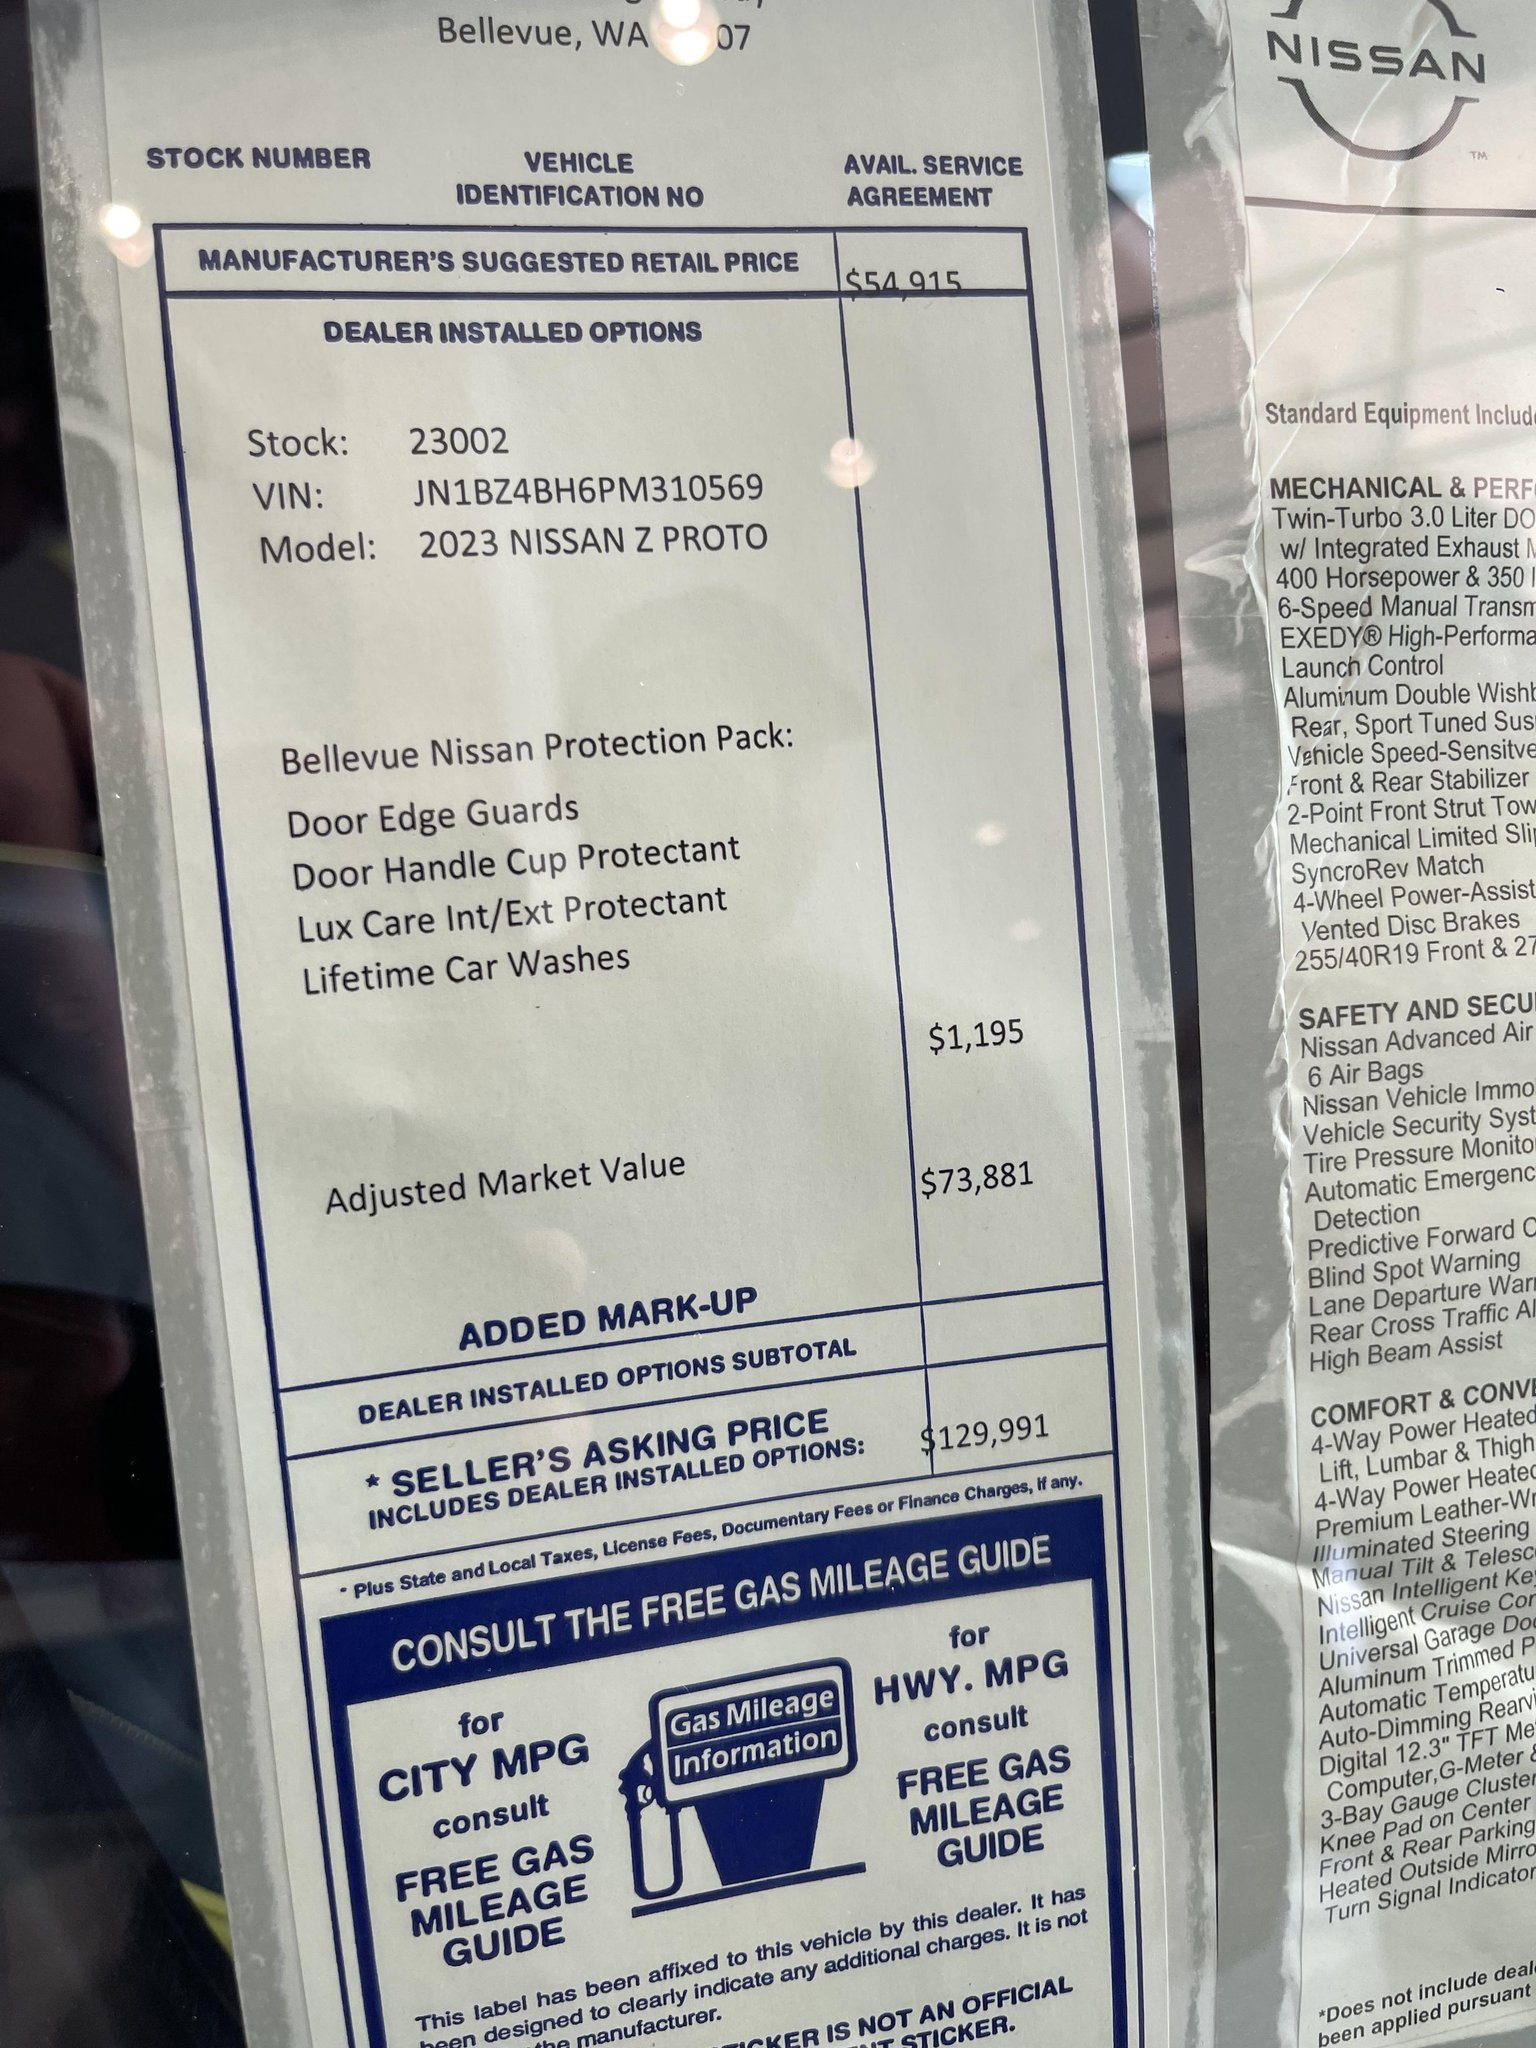 Bellevue, WA 07
STOCK NUMBER
VEHICLE
IDENTIFICATION NO
AVAIL. SERVICE
AGREEMENT
MANUFACTURER'S SUGGESTED RETAIL PRICE
$54,915
DEALER INSTALLED OPTIONS
Stock: 23002
VIN: JN1BZ4BH6PM310569
Model: 2023 NISSAN Z PROTO
Bellevue Nissan Protection Pack:
Door Edge Guards
Door Handle Cup Protectant
Lux Care Int/Ext Protectant
Lifetime Car Washes
$1,195
Adjusted Market Value $73,881
ADDED MARK-UP
DEALER INSTALLED OPTIONS SUBTOTAL
* SELLER'S ASKING PRICE
INCLUDES DEALER INSTALLED OPTIONS:
$129,991
* Plus State and Local Taxes, License Fees, Documentary Fees or Finance Charges, if any.
CONSULT THE FREE GAS MILEAGE GUIDE
for
CITY MPG
consult
FREE GAS
MILEAGE
GUIDE
Gas Mileage
Information
for
HWY. MPG
consult
FREE GAS
MILEAGE
GUIDE
This label has been affixed to this vehicle by this dealer. It has
been designed to clearly indicate any additional charges. It is not
the manufacturer.
IS NOT AN OFFICIAL
STICKER.
NISSAN
TM
Standard Equipment
MECHANICAL &
Twin-Turbo 3.0 Liter
w/ Integrated Exhaust
400 Horsepower & 350
6-Speed Manual
EXEDY®
Launch Control
Aluminum Double
Rear, Sport Tuned
Vehicle
Front & Rear Stabilizer
2-Point Front Strut
Mechanical Limited
SyncroRev Match
4-Wheel
Vented Disc Brakes
255/40R19 Front &
SAFETY AND
Nissan Advanced Air
6 Air Bags
Nissan Vehicle
Vehicle Security
Tire Pressure
Automatic
Detection
Predictive Forward
Blind Spot Warning
Lane Departure
Rear Cross Traffic
High Beam Assist
COMFORT &
4-Way Power Heated
Lift, Lumbar & Thigh
4-Way Power Heated
Premium
Illuminated Steering
Manual Tilt &
Nissan Intelligent
Intelligent Cruise
Universal Garage
Aluminum Trimmed
Automatic
Auto-Dimming
Digital 12.3" TFT
Computer, G-Meter
3-Bay Gauge
Knee Pad on Center
Front & Rear Parking
Heated Outside
Turn Signal
*Does not include
been applied pursuant